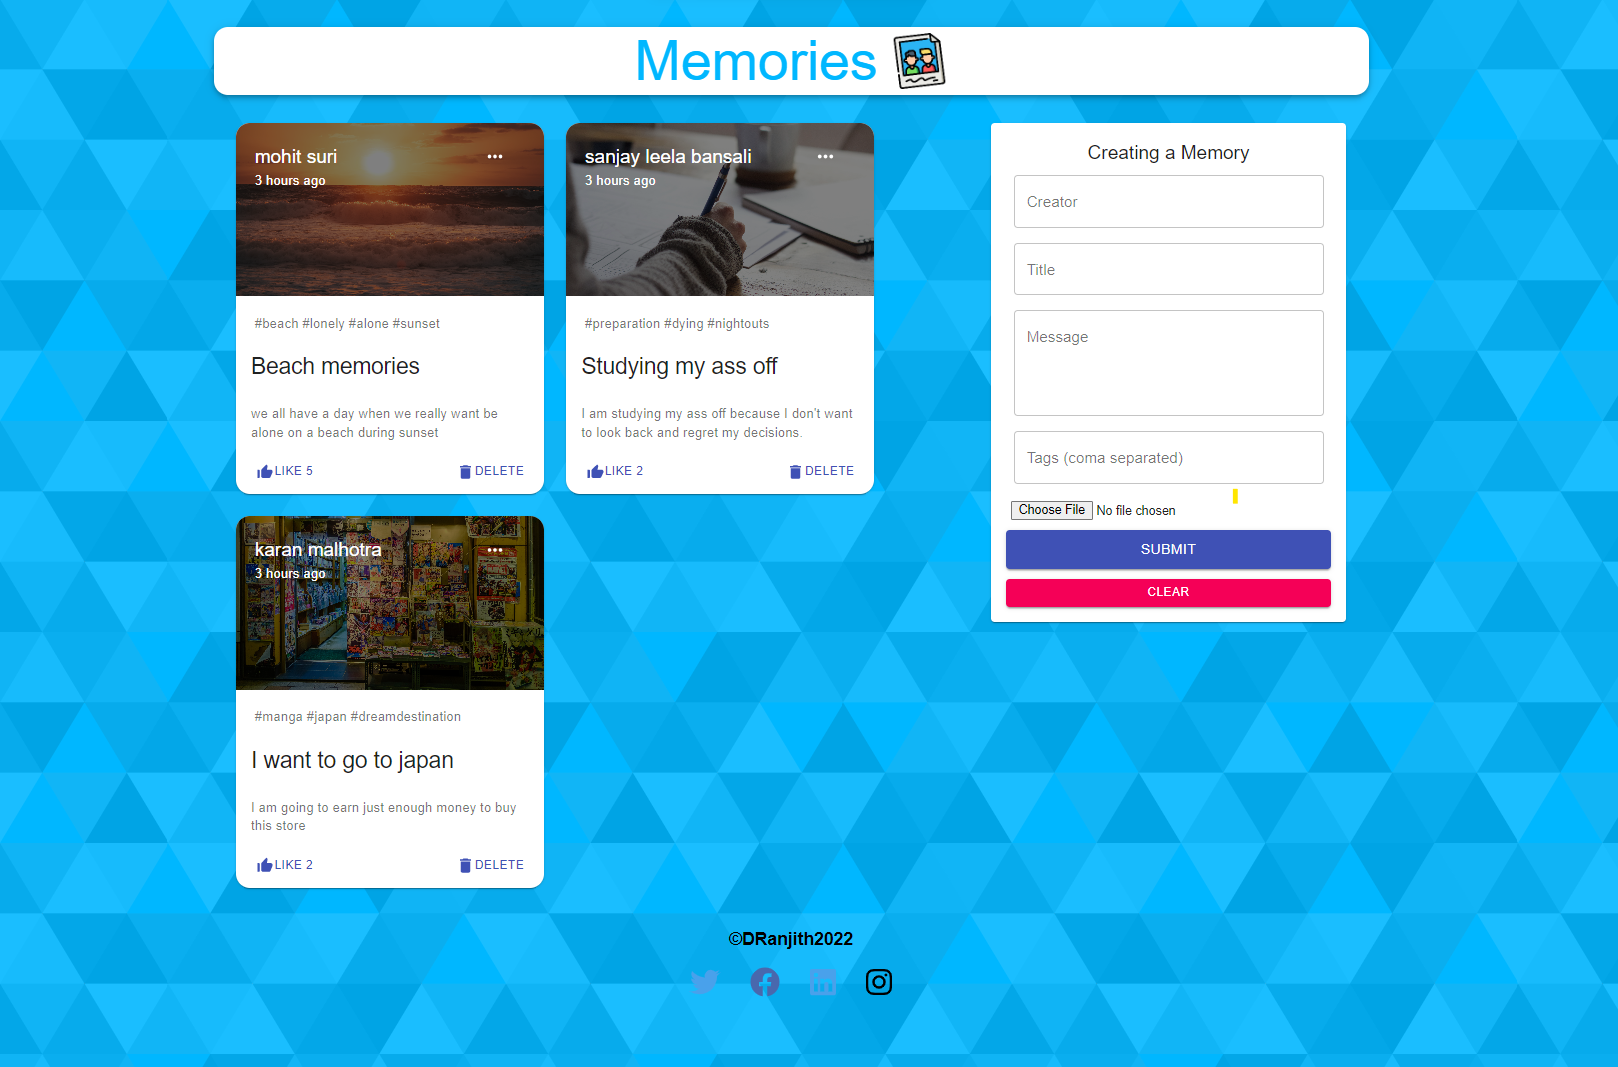 Memories
mohit suri
3 hours ago
#beach #lonely #alone #sunset
Beach memories
we all have a day when we really want be
alone on a beach during sunset
LIKE 5
DELETE
sanjay leela bansali
3 hours ago
#preparation #dying #nightouts
Studying my ass off
I am studying my ass off because I don't want
to look back and regret my decisions.
LIKE 2
DELETE
karan malhotra
3 hours ago
#manga #japan #dreamdestination
I want to go to japan
I am going to earn just enough money to buy
this store
LIKE 2
DELETE
Creating a Memory
Creator
Title
Message
Tags (coma separated)
Choose File No file chosen
SUBMIT
CLEAR
©DRanjith2022